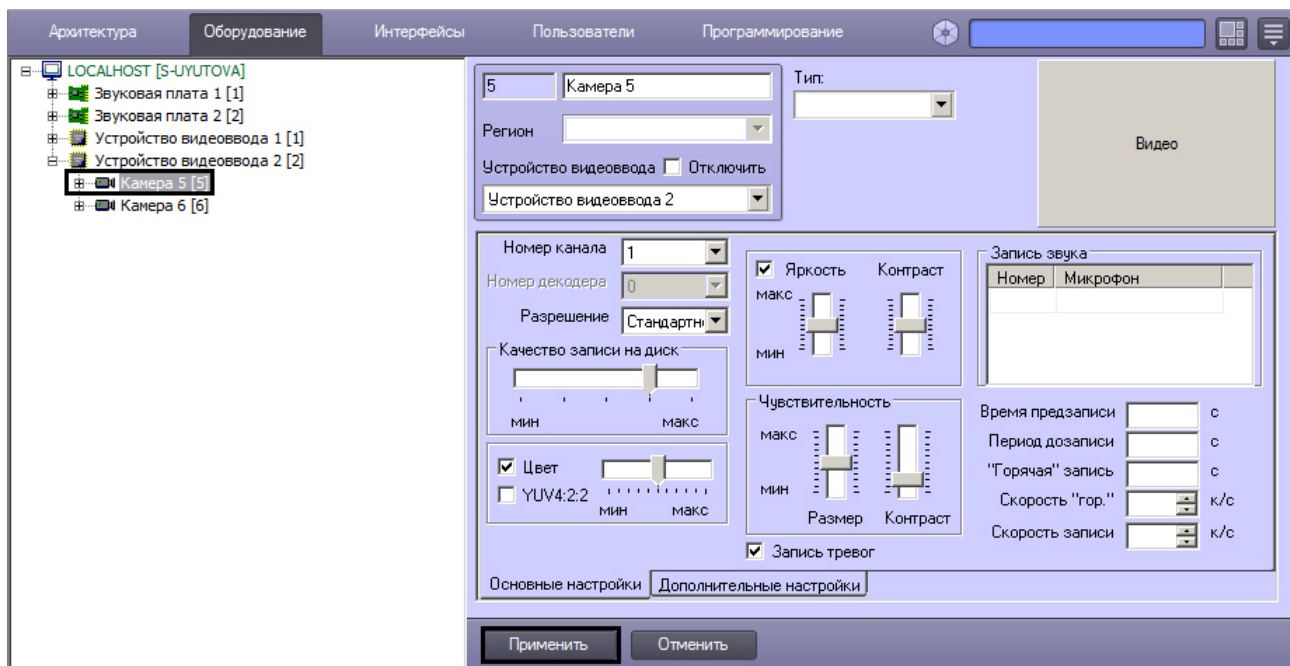 Архитектура Оборудование Интерфейсы Пользователи Программирование
LOCALHOST [S-UYUTOVA]
Звуковая плата 1 [1]
Звуковая плата 2 [2]
Устройство видеоввода 1 [1]
Устройство видеоввода 2 [2]
Камера 5 [5]
Камера 6 [6]
5 Камера 5
Регион
Устройство видеоввода Отключить
Устройство видеоввода 2
Тип:
Видео
Номер канала 1
Номер декодера 0
Разрешение Стандартн
Качество записи на диск
мин макс
Цвет
YUV4:2:2
мин макс
Яркость Контраст
макс
мин
Чувствительность
макс
мин
Размер Контраст
Запись тревог
Запись звука
Номер Микрофон
Время предзаписи с
Период дозаписи с
"Горячая" запись с
Скорость "гор." к/с
Скорость записи к/с
Основные настройки Дополнительные настройки
Применить Отменить